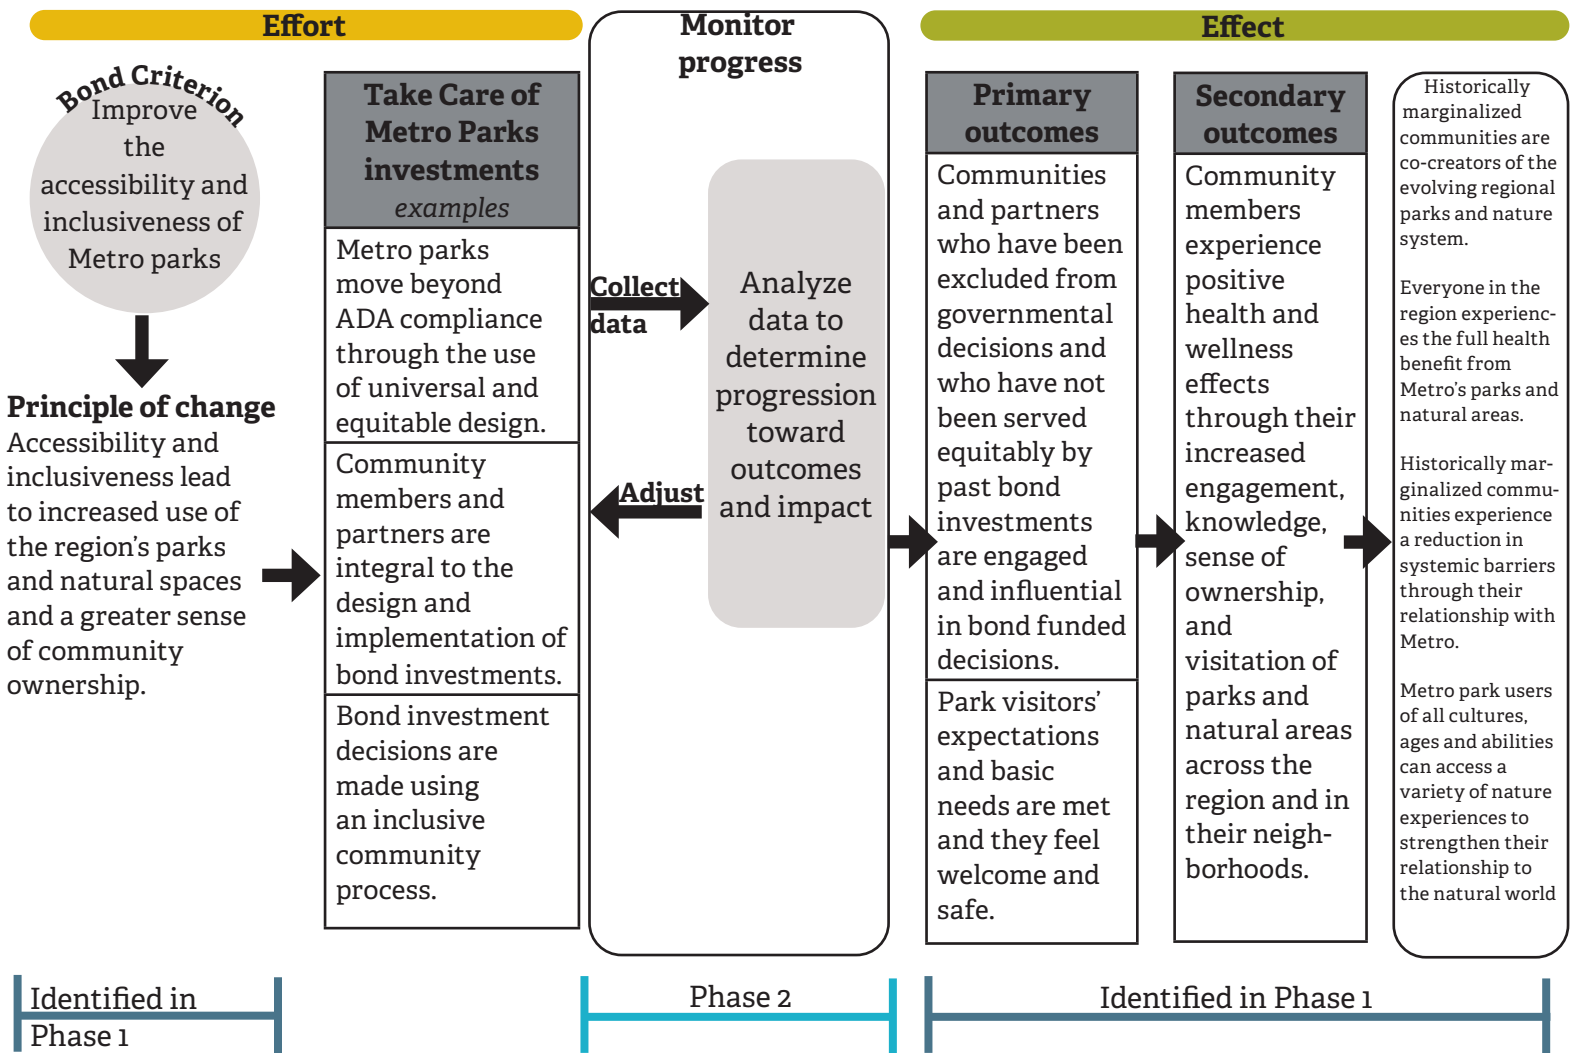 Effort
Bond Criterion
Improve
the
accessibility and
inclusiveness of
Metro parks
Principle of change
Accessibility and
inclusiveness lead
to increased use of
the region's parks
and natural spaces
and a greater sense
of community
ownership.
Take Care of
Metro Parks
investments
examples
Metro parks
move beyond
ADA compliance
through the use
of universal and
equitable design.
Community
members and
partners are
integral to the
design and
implementation of
bond investments.
Bond investment
decisions are
made using
an inclusive
community
process.
Monitor
progress
Collect
data
Adjust
Analyze
data to
determine
progression
toward
outcomes
and impact
Effect
Primary
outcomes
Communities
and partners
who have been
excluded from
governmental
decisions and
who have not
been served
equitably by
past bond
investments
are engaged
and influential
in bond funded
decisions.
Park visitors’
expectations
and basic
needs are met
and they feel
welcome and
safe.
Secondary
outcomes
Community
members
experience
positive
health and
wellness
effects
through their
increased
engagement,
knowledge,
sense of
ownership,
and
visitation of
parks and
natural areas
across the
region and in
their neigh-
borhoods.
Historically
marginalized
communities are
co-creators of the
evolving regional
parks and nature
system.
Everyone in the
region experienc-
es the full health
benefit from
Metro’s parks and
natural areas.
Historically mar-
ginalized commu-
nities experience
a reduction in
systemic barriers
through their
relationship with
Metro.
Metro park users
of all cultures,
ages and abilities
can access a
variety of nature
experiences to
strengthen their
relationship to
the natural world
Identified in
Phase 1
Phase 2
Identified in Phase 1